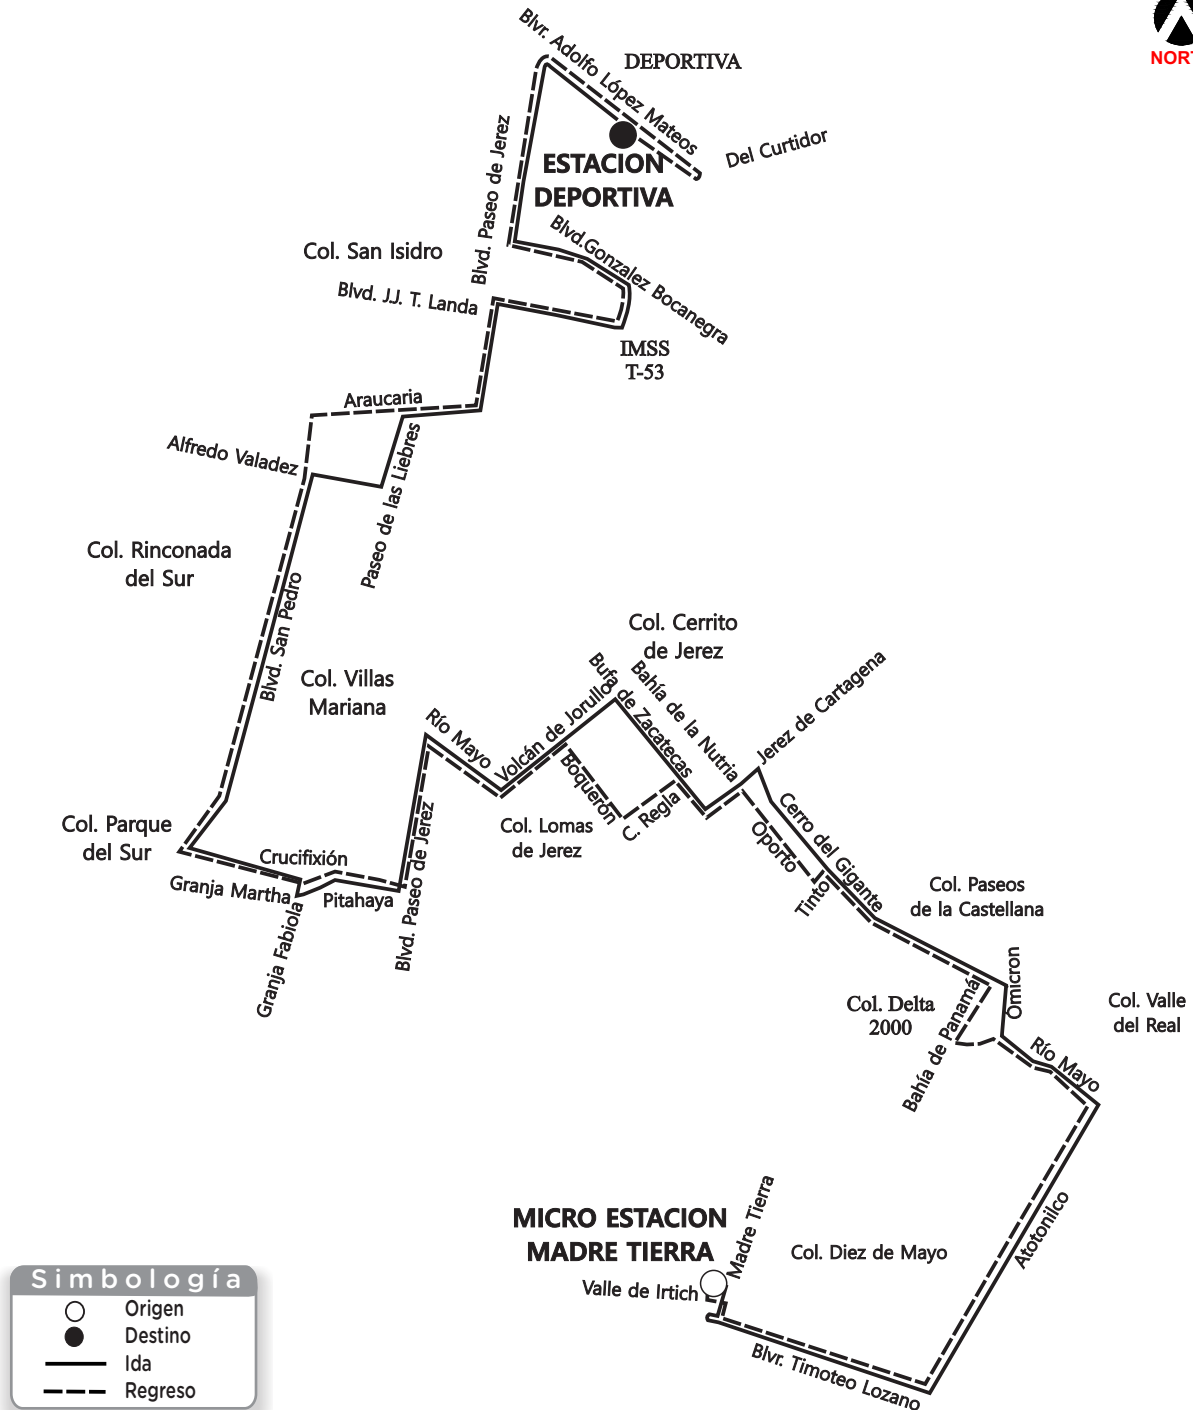 NORT
Blvr. Adolfo López Mateos
DEPORTIVA
Del Curtidor
ESTACION
DEPORTIVA
Blvd. Paseo de Jerez
Blvd.Gonzalez Bocanegra
Col. San Isidro
Blvd. J.J. T. Landa
IMSS
T-53
Araucaria
Alfredo Valadez
Paseo de las Liebres
Col. Rinconada
del Sur
Blvd. San Pedro
Col. Villas
Mariana
Col. Cerrito
de Jerez
Río Mayo
Volcán de Jorullo
Bufa de Zacatecas
Bahía de la Nutria
Jerez de Cartagena
Boquerón
C. Regla
Col. Lomas
de Jerez
Oporto
Tinto
Cerro del Gigante
Col. Parque
del Sur
Crucifixión
Granja Martha
Pitahaya
Granja Fabiola
Blvd. Paseo de Jerez
Col. Paseos
de la Castellana
Omicron
Col. Delta
2000
Bahía de Panamá
Col. Valle
del Real
Río Mayo
Atotonilco
MICRO ESTACION
MADRE TIERRA
Madre Tierra
Valle de Irtich
Col. Diez de Mayo
Blvr. Timoteo Lozano
Simbología
Origen
Destino
Ida
Regreso